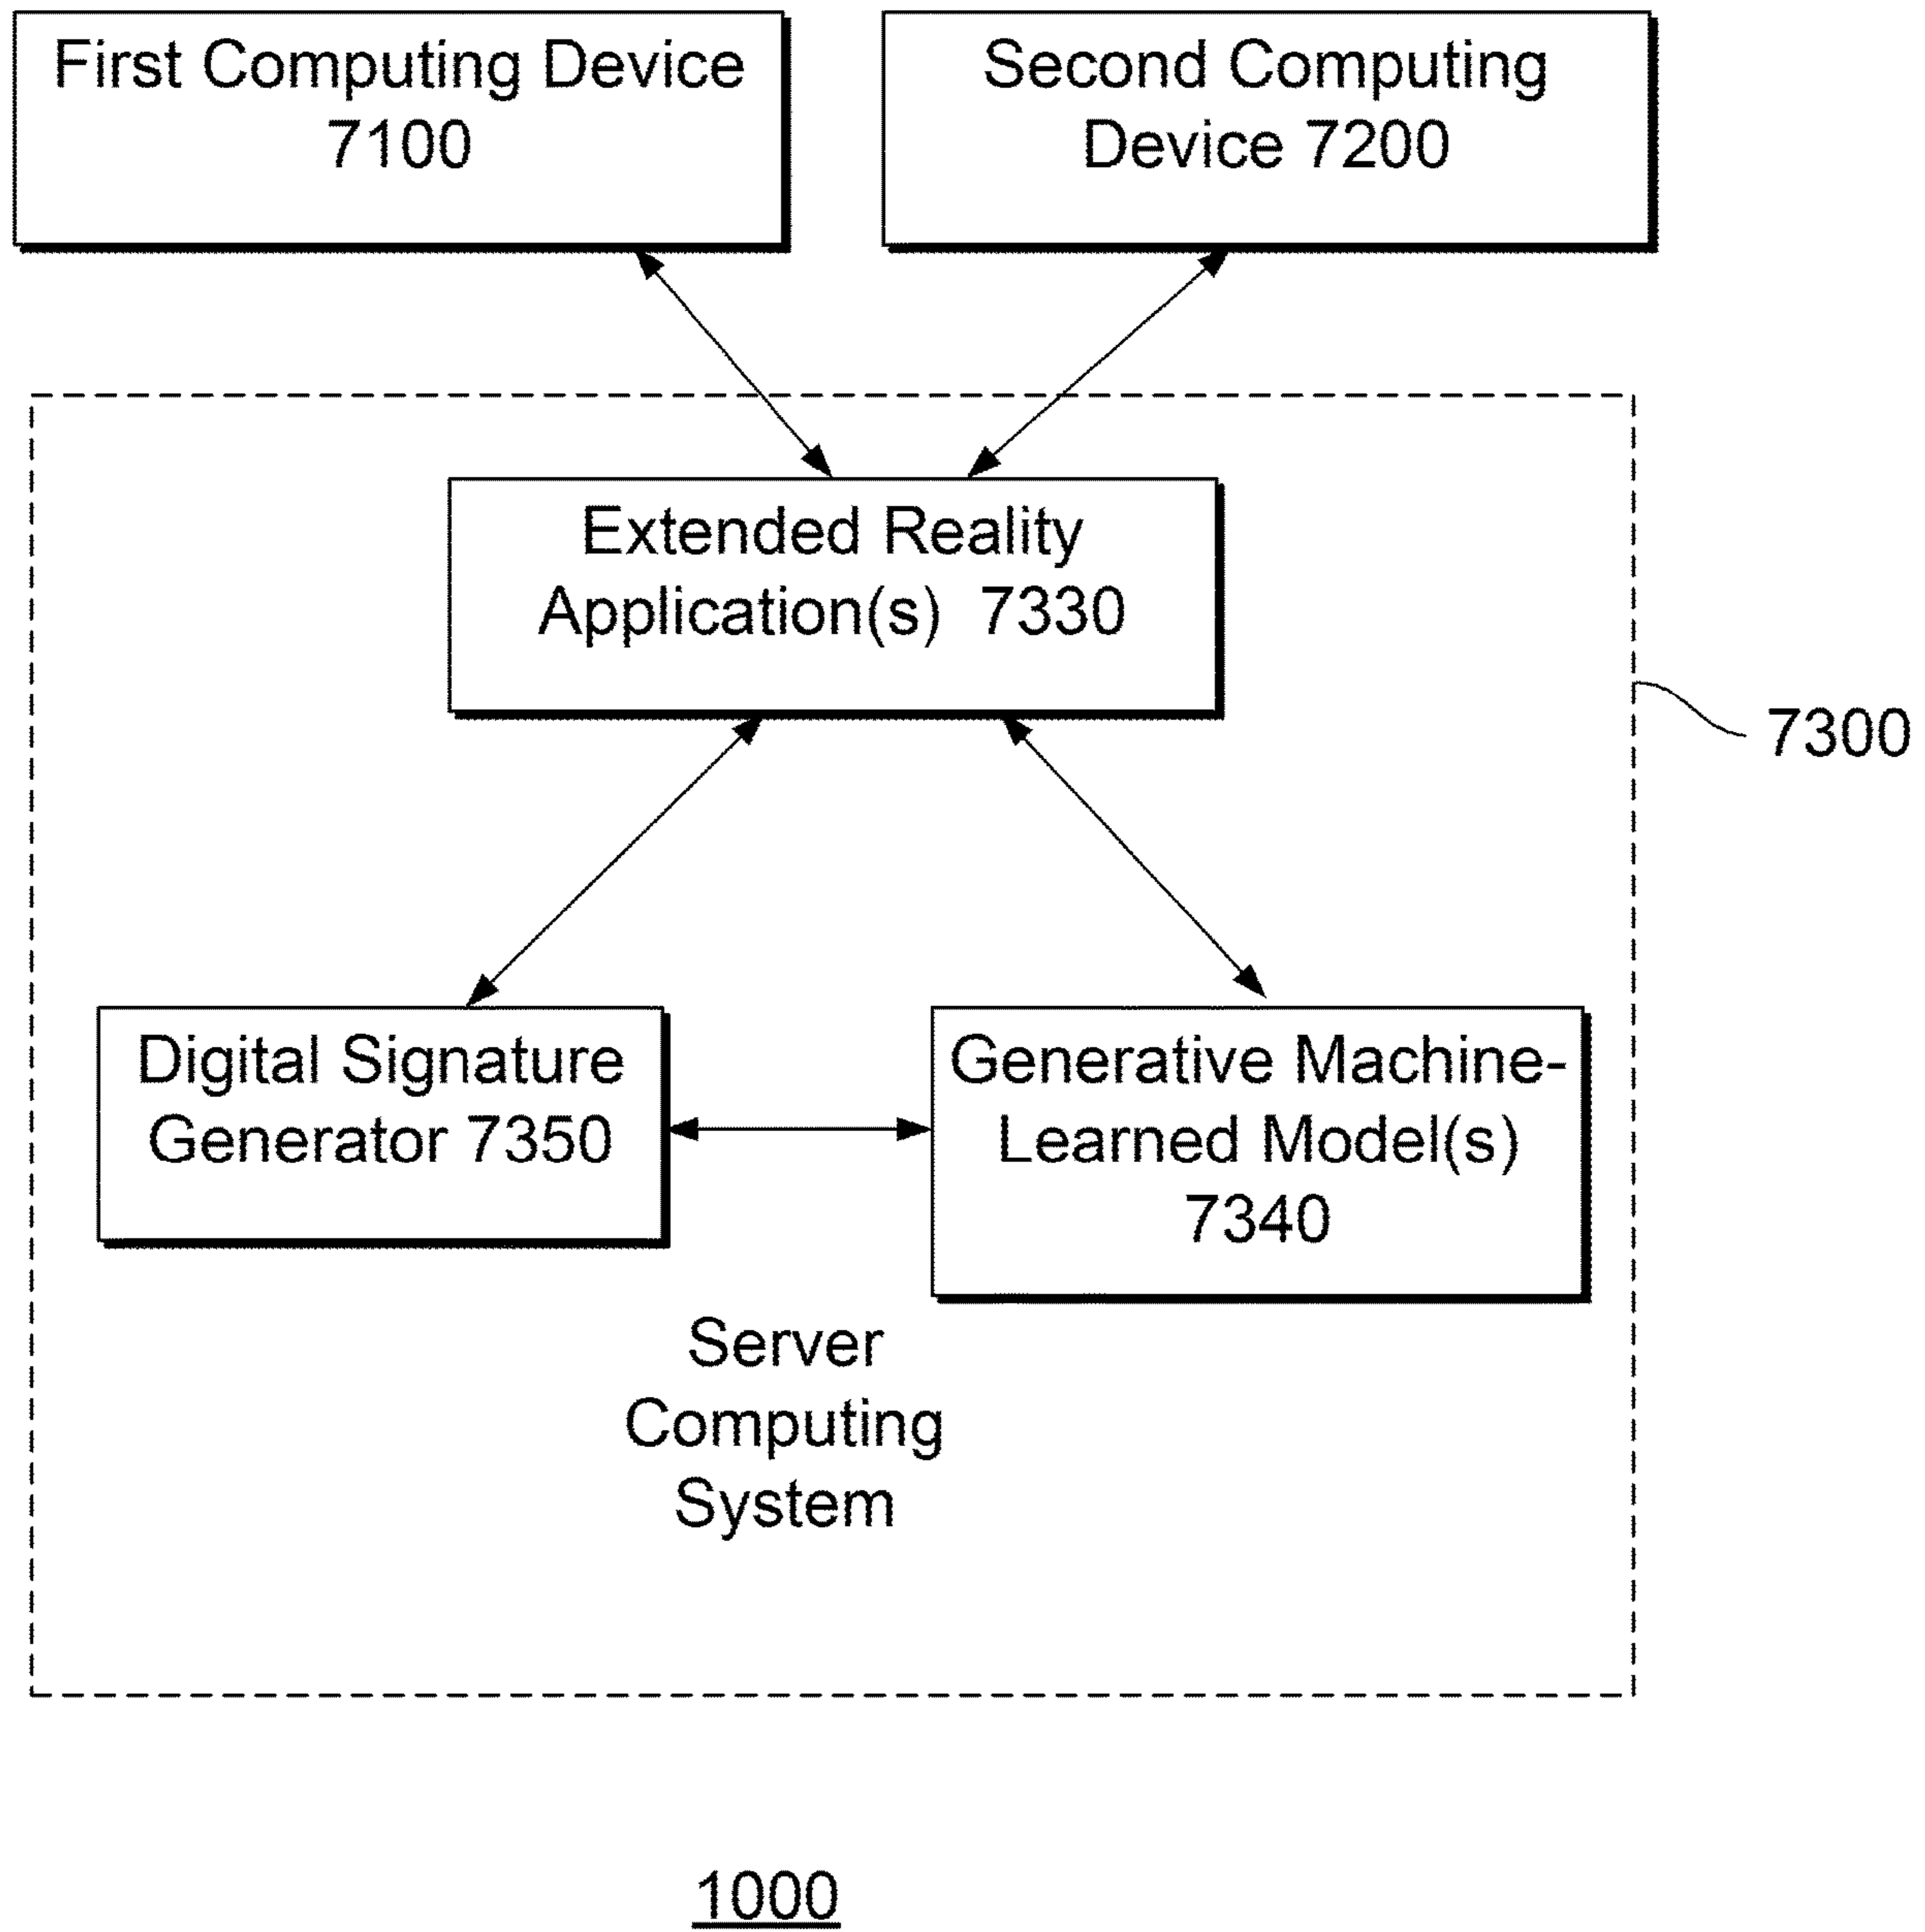 First Computing Device
7100
Second Computing
Device 7200
Extended Reality
Application(s) 7330
7300
Digital Signature
Generator 7350
Generative Machine-
Learned Model(s)
7340
Server
Computing
System
1000